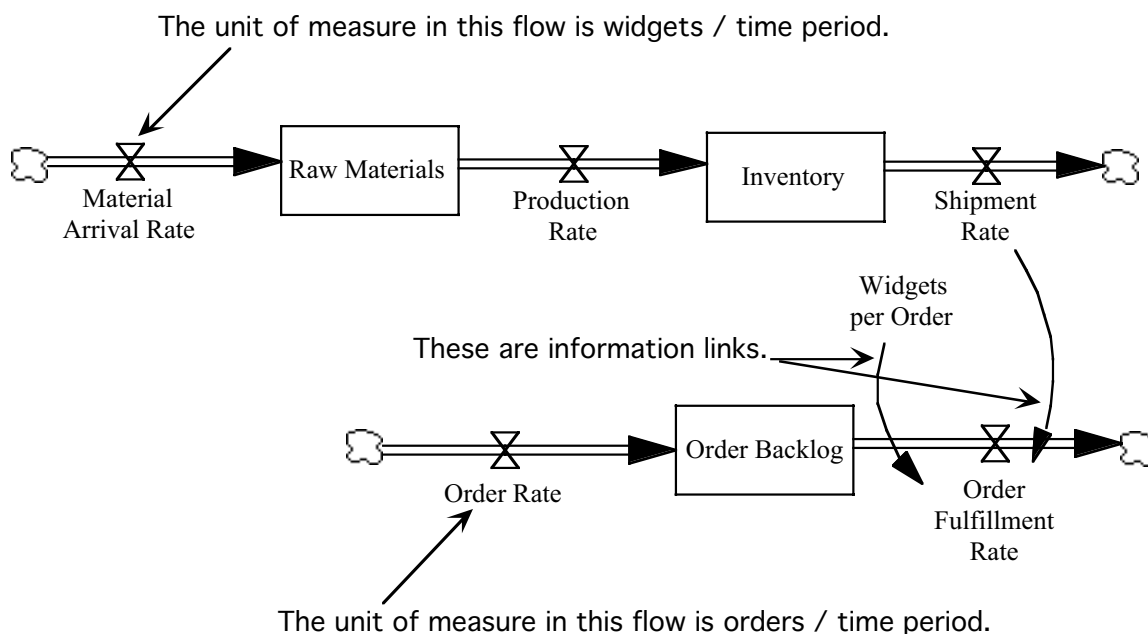 The unit of measure in this flow is widgets / time period.
Raw Materials
Inventory
Material
Arrival Rate
Production
Rate
Shipment
Rate
Widgets
per Order
These are information links.
Order Backlog
Order Rate
Order
Fulfillment
Rate
The unit of measure in this flow is orders / time period.